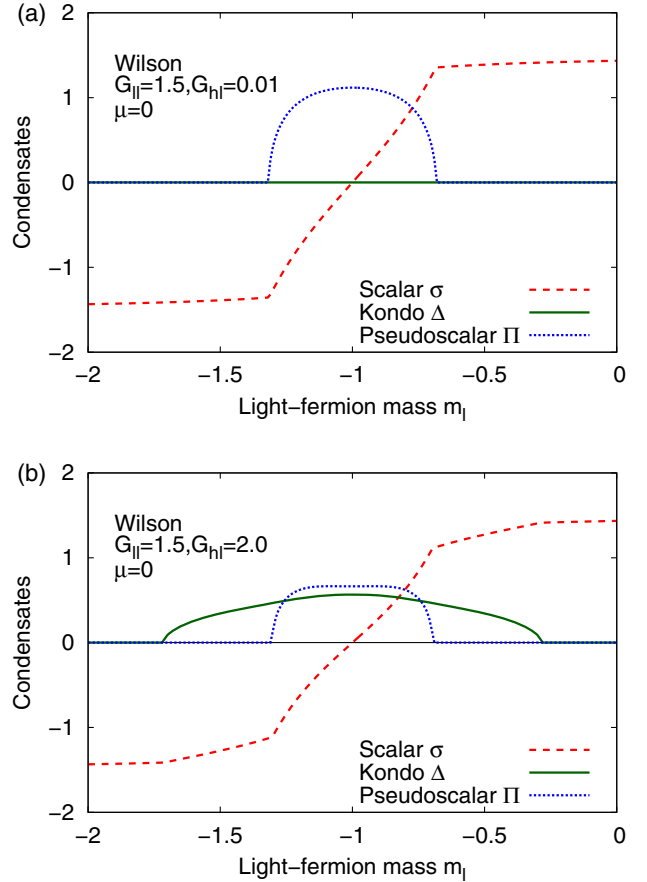 (a)
2
1
0
−1
−2
Condensates
Wilson
G_ll=1.5,G_hl=0.01
μ=0
Scalar σ
Kondo Δ
Pseudoscalar Π
−2 −1.5 −1 −0.5 0
Light−fermion mass m_l
(b)
2
1
0
−1
−2
Condensates
Wilson
G_ll=1.5,G_hl=2.0
μ=0
Scalar σ
Kondo Δ
Pseudoscalar Π
−2 −1.5 −1 −0.5 0
Light−fermion mass m_l